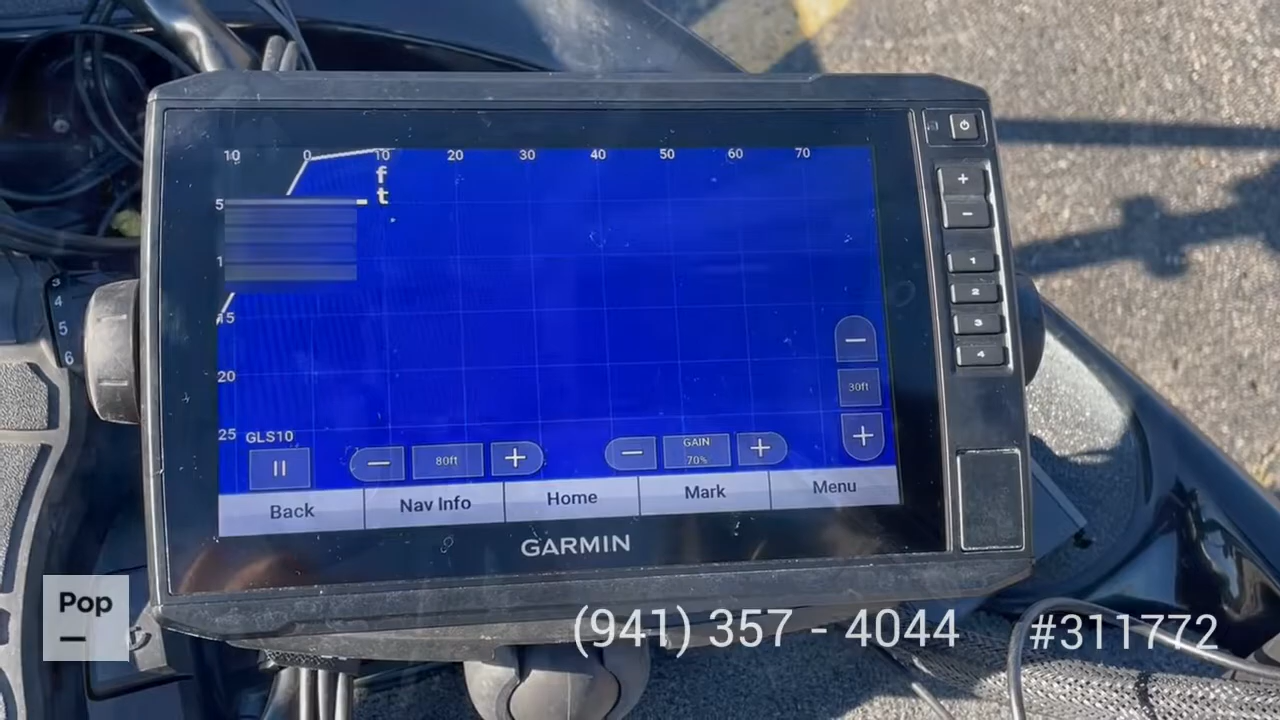 10 0 10 20 30 40 50 60 70
ft
5
15
20
25
GLS10
80ft
GAIN
70%
30ft
Back Nav Info Home Mark Menu
GARMIN
+
-
1
2
3
4
3
4
5
6
Pop
(941) 357 - 4044 #311772